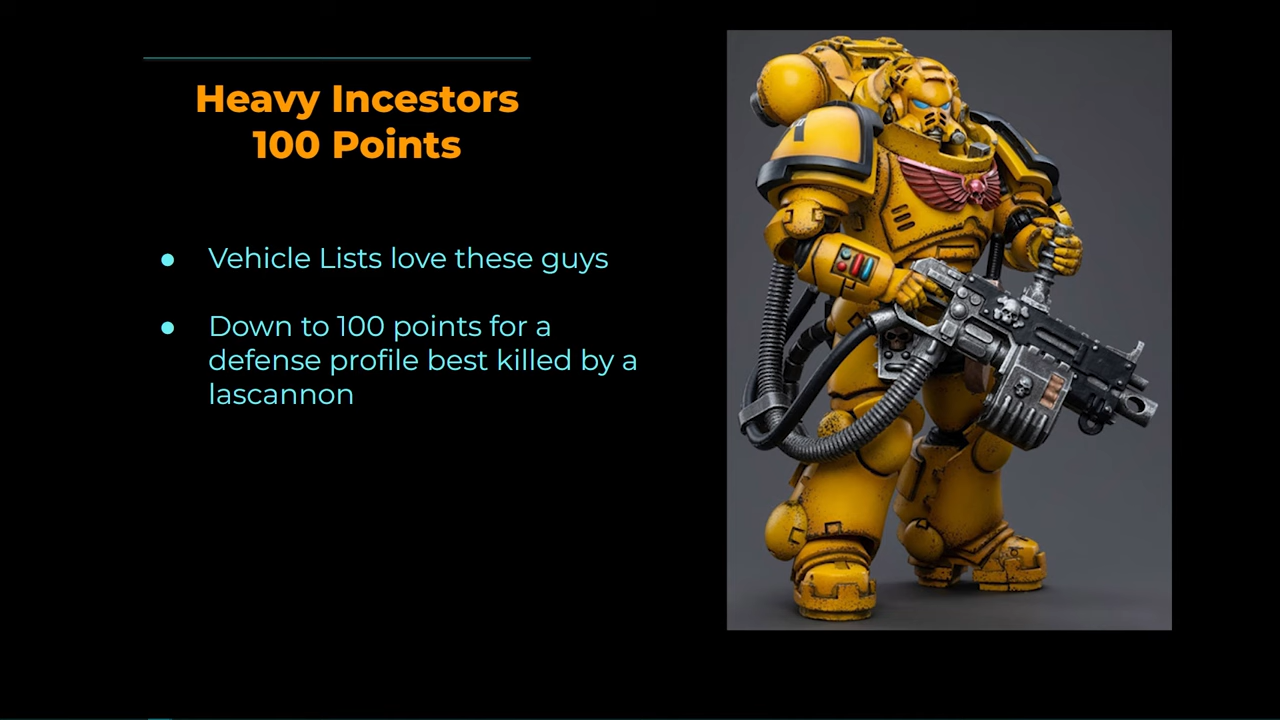 Heavy Incestors
100 Points
● Vehicle Lists love these guys
● Down to 100 points for a
defense profile best killed by a
lascannon